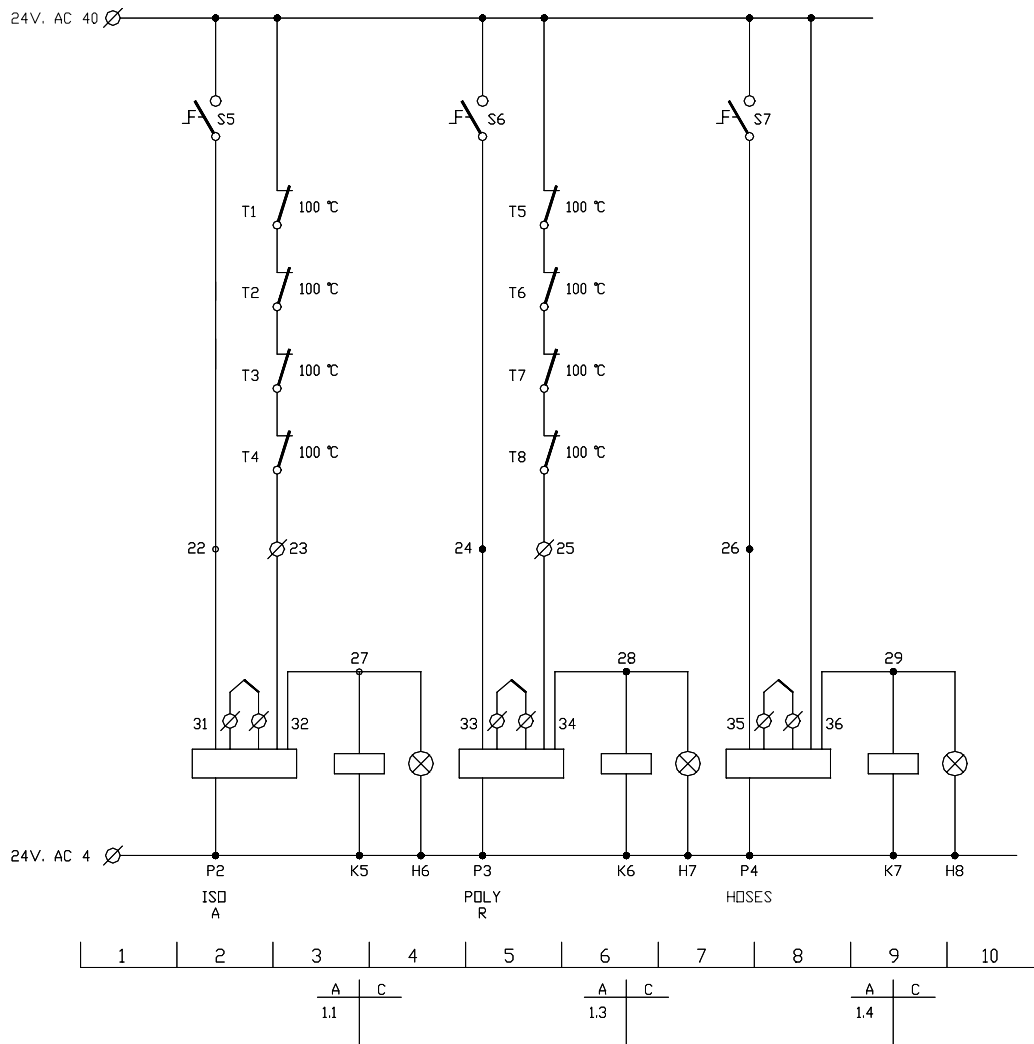 24V. AC 40
S5 S6 S7
T1 100 °C T5 100 °C
T2 100 °C T6 100 °C
T3 100 °C T7 100 °C
T4 100 °C T8 100 °C
22 23 24 25 26
27 28 29
31 32 33 34 35 36
24V. AC 4
P2 K5 H6 P3 K6 H7 P4 K7 H8
ISO POLY HOSES
A R
1 2 3 4 5 6 7 8 9 10
A C A C A C
1.1 1.3 1.4